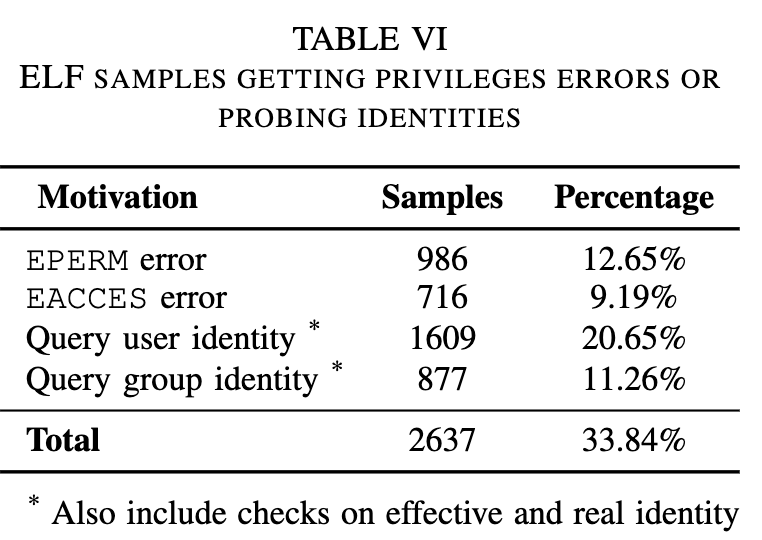 TABLE VI
ELF SAMPLES GETTING PRIVILEGES ERRORS OR
PROBING IDENTITIES
Motivation Samples Percentage
EPERM error 986 12.65%
EACCES error 716 9.19%
Query user identity * 1609 20.65%
Query group identity * 877 11.26%
Total 2637 33.84%
* Also include checks on effective and real identity